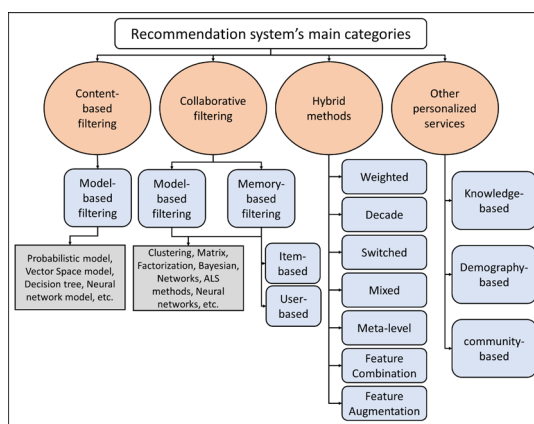 Recommendation system's main categories
Content-
based
filtering
Collaborative
filtering
Hybrid
methods
Other
personalized
services
Model-
based
filtering
Model-
based
filtering
Memory-
based
filtering
Probabilistic model,
Vector Space model,
Decision tree, Neural
network model, etc.
Clustering, Matrix,
Factorization, Bayesian,
Networks, ALS
methods, Neural
networks, etc.
Item-
based
User-
based
Weighted
Decade
Switched
Mixed
Meta-level
Feature
Combination
Feature
Augmentation
Knowledge-
based
Demography-
based
community-
based